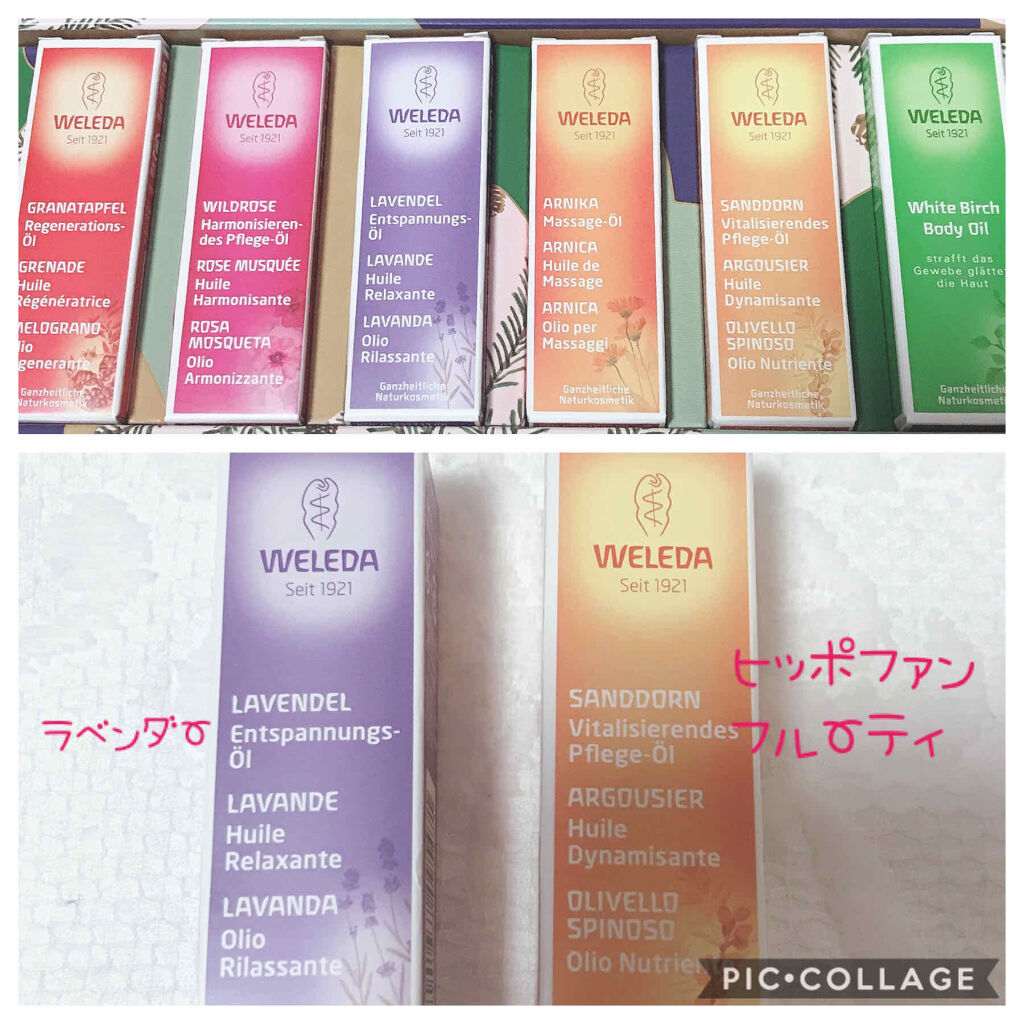 WELEDA
Seit 1921
GRANATAPFEL
Regenerations-
Öl
GRENADE
Huile
Régénératrice
MELOGRANO
Ganzheitliche
Naturkosmetik
WELEDA
Seit 1921
WILDROSE
Harmonisieren-
des Pflege-Öl
ROSE MUSQUÉE
Huile
Harmonisante
ROSA
MOSQUETA
Olio
Armonizzante
WELEDA
Seit 1921
LAVENDEL
Entspannungs-
Öl
LAVANDE
Huile
Relaxante
LAVANDA
Olio
Rilassante
Ganzheitliche
Naturkosmetik
WELEDA
Seit 1921
ARNIKA
Massage-Öl
ARNICA
Huile de
Massage
ARNICA
Olio per
Massaggi
Ganzheitliche
Naturkosmetik
WELEDA
Seit 1921
SANDDORN
Vitalisierendes
Pflege-Öl
ARGOUSIER
Huile
Dynamisante
OLIVELLO
SPINOSO
Olio Nutriente
Ganzheitliche
Naturkosmetik
WELEDA
Seit 1921
White Birch
Body Oil
strafft das
Gewebe glättet
die Haut
Ganzheitliche
Naturkosmetik
WELEDA
Seit 1921
LAVENDEL
Entspannungs-
Öl
LAVANDE
Huile
Relaxante
LAVANDA
Olio
Rilassante
ラベンダー
WELEDA
Seit 1921
SANDDORN
Vitalisierendes
Pflege-Öl
ARGOUSIER
Huile
Dynamisante
OLIVELLO
SPINOSO
Olio
ヒッポファン
フルーティ
PIC•COLLAGE